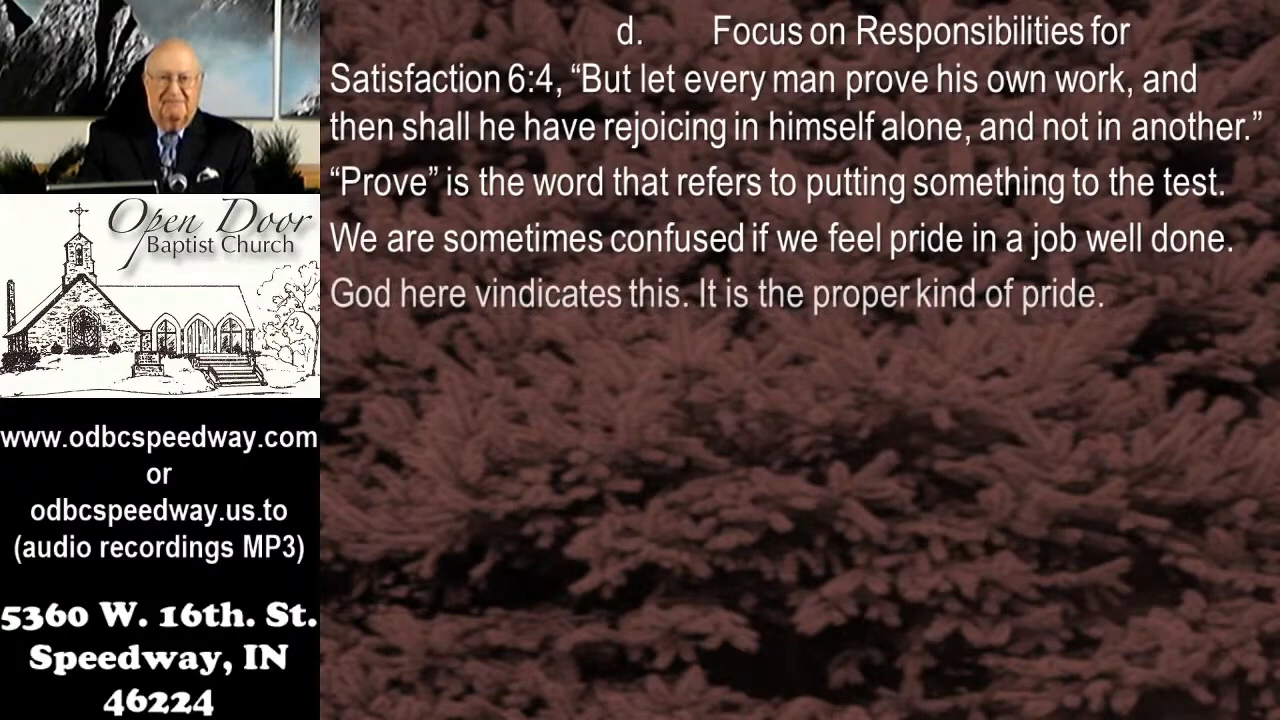 d. Focus on Responsibilities for
Satisfaction 6:4, “But let every man prove his own work, and
then shall he have rejoicing in himself alone, and not in another.”
“Prove” is the word that refers to putting something to the test.
We are sometimes confused if we feel pride in a job well done.
God here vindicates this. It is the proper kind of pride.
Open Door
Baptist Church
www.odbcspeedway.com
or
odbcspeedway.us.to
(audio recordings MP3)
5360 W. 16th. St.
Speedway, IN
46224